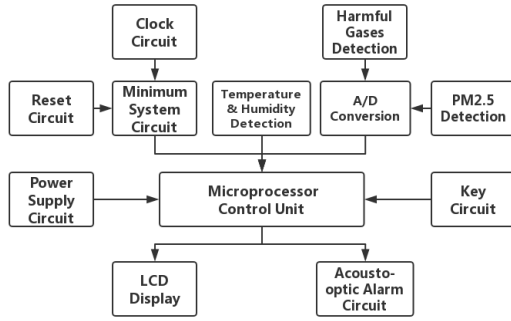 Clock
Circuit
Harmful
Gases
Detection
Reset
Circuit
Minimum
System
Circuit
Temperature
& Humidity
Detection
A/D
Conversion
PM2.5
Detection
Power
Supply
Circuit
Microprocessor
Control Unit
Key
Circuit
LCD
Display
Acousto-
optic Alarm
Circuit